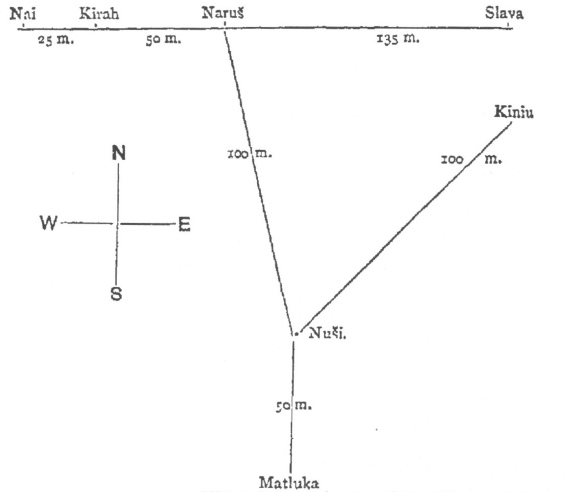 Nai Kirah Naruš Slava
25 m. 50 m. 135 m.
Kiniu
N
100 m. 100 m.
W E
S
Nuši.
50 m.
Matluka